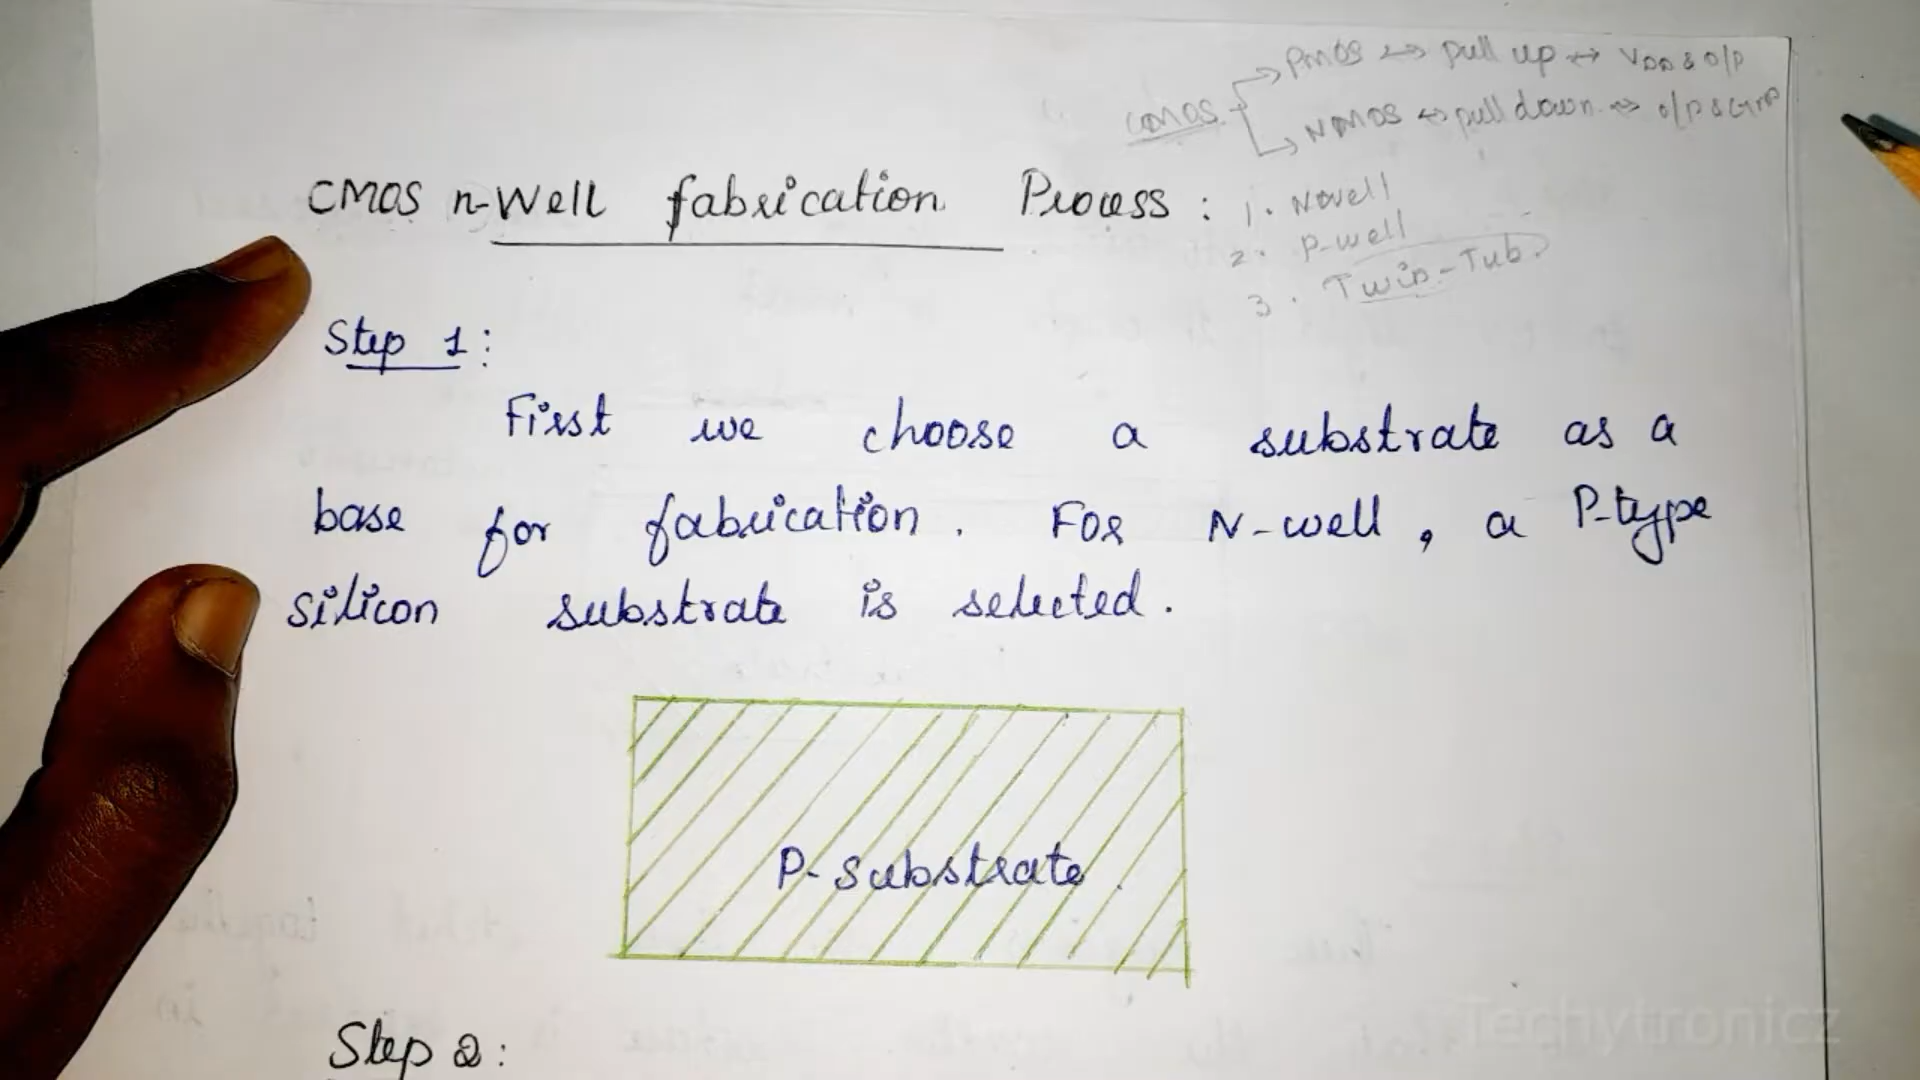 CMOS → PMOS ↔ pull up ↔ VDD & O/P
→ NMOS ↔ pull down ↔ O/P & GND
CMOS n-well fabrication Process :
1. Nwell
2. P-well
3. Twin-Tub.
Step 1:
First we choose a substrate as a
base for fabrication. For N-well, a P-type
silicon substrate is selected.
P-substrate.
Step 2:
Techytronicz